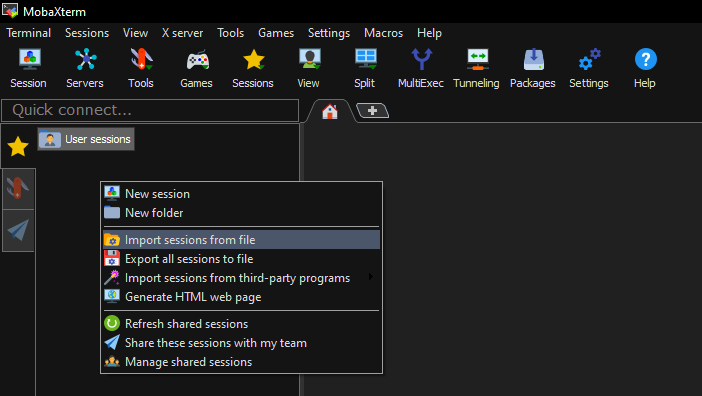 MobaXterm
Terminal Sessions View X server Tools Games Settings Macros Help
Session Servers Tools Games Sessions View Split MultiExec Tunneling Packages Settings Help
Quick connect...
User sessions
New session
New folder
Import sessions from file
Export all sessions to file
Import sessions from third-party programs
Generate HTML web page
Refresh shared sessions
Share these sessions with my team
Manage shared sessions